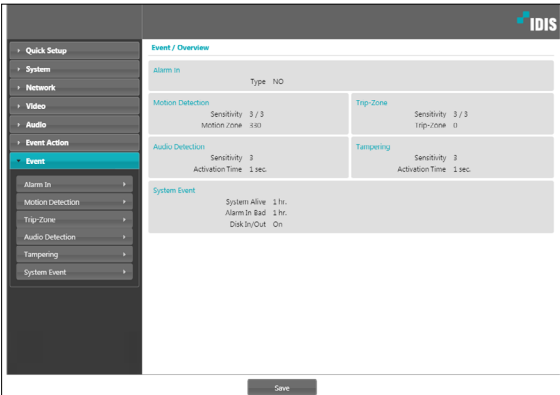 IDIS
Quick Setup
System
Network
Video
Audio
Event Action
Event
Alarm In
Motion Detection
Trip-Zone
Audio Detection
Tampering
System Event
Event / Overview
Alarm In
Type NO
Motion Detection
Sensitivity 3 / 3
Motion Zone 330
Trip-Zone
Sensitivity 3 / 3
Trip-Zone 0
Audio Detection
Sensitivity 3
Activation Time 1 sec.
Tampering
Sensitivity 3
Activation Time 1 sec.
System Event
System Alive 1 hr.
Alarm In Bad 1 hr.
Disk In/Out On
Save